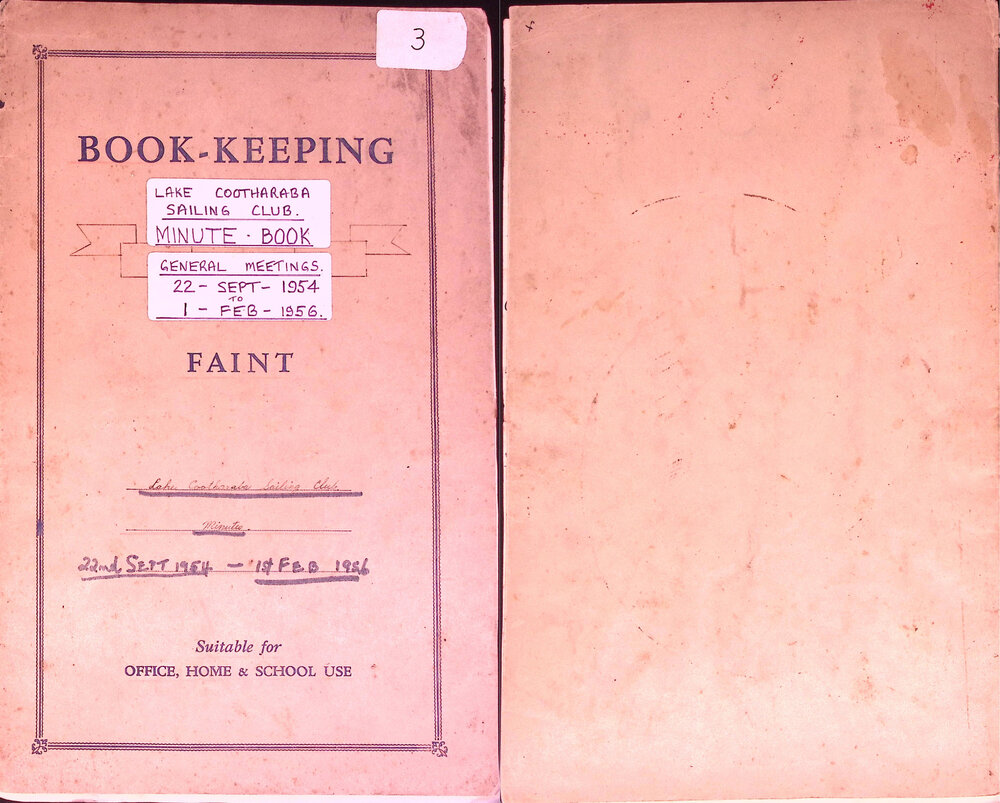 3
BOOK-KEEPING
LAKE COOTHARABA
SAILING CLUB.
MINUTE · BOOK
GENERAL MEETINGS.
22 - SEPT - 1954
TO
1 - FEB - 1956.
FAINT
Lake Cootharaba Sailing Club
Minutes.
22nd SEPT 1954 — 1st FEB 1956
Suitable for
OFFICE, HOME & SCHOOL USE